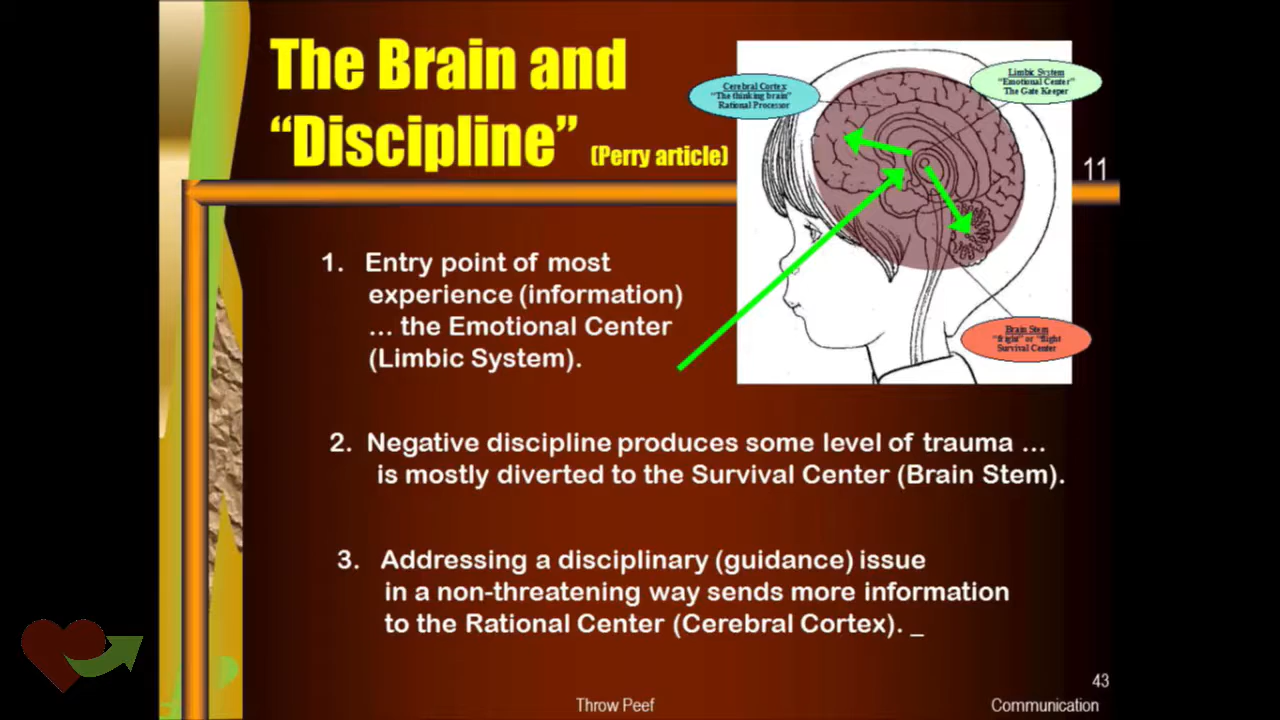 The Brain and
“Discipline” (Perry article)
11
Cerebral Cortex
“The thinking brain”
Rational Processor
Limbic System
“Emotional Center”
The Gate Keeper
1. Entry point of most
experience (information)
... the Emotional Center
(Limbic System).
Brain Stem
“fright” or “flight
Survival Center
2. Negative discipline produces some level of trauma ...
is mostly diverted to the Survival Center (Brain Stem).
3. Addressing a disciplinary (guidance) issue
in a non-threatening way sends more information
to the Rational Center (Cerebral Cortex). _
43
Throw Peef
Communication